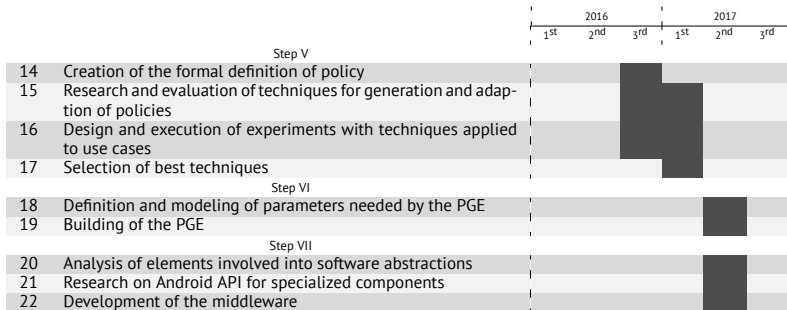 2016 2017
1st 2nd 3rd 1st 2nd 3rd
Step V
14 Creation of the formal definition of policy
15 Research and evaluation of techniques for generation and adap-
tion of policies
16 Design and execution of experiments with techniques applied
to use cases
17 Selection of best techniques
Step VI
18 Definition and modeling of parameters needed by the PGE
19 Building of the PGE
Step VII
20 Analysis of elements involved into software abstractions
21 Research on Android API for specialized components
22 Development of the middleware